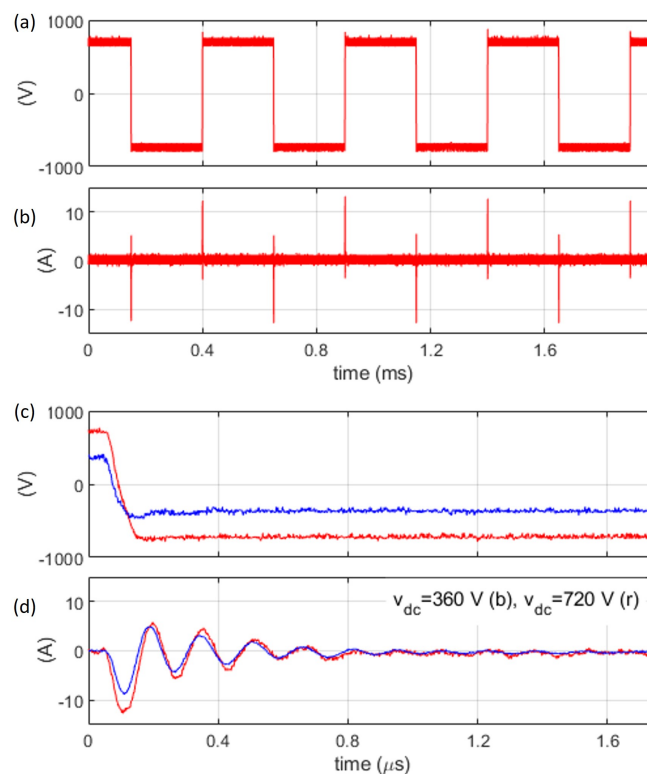 (a)
1000
0
-1000
(V)
(b)
10
0
-10
(A)
0
0.4
0.8
1.2
1.6
time (ms)
(c)
1000
0
-1000
(V)
(d)
v_dc=360 V (b), v_dc=720 V (r)
10
0
-10
(A)
0
0.4
0.8
1.2
1.6
time (μs)